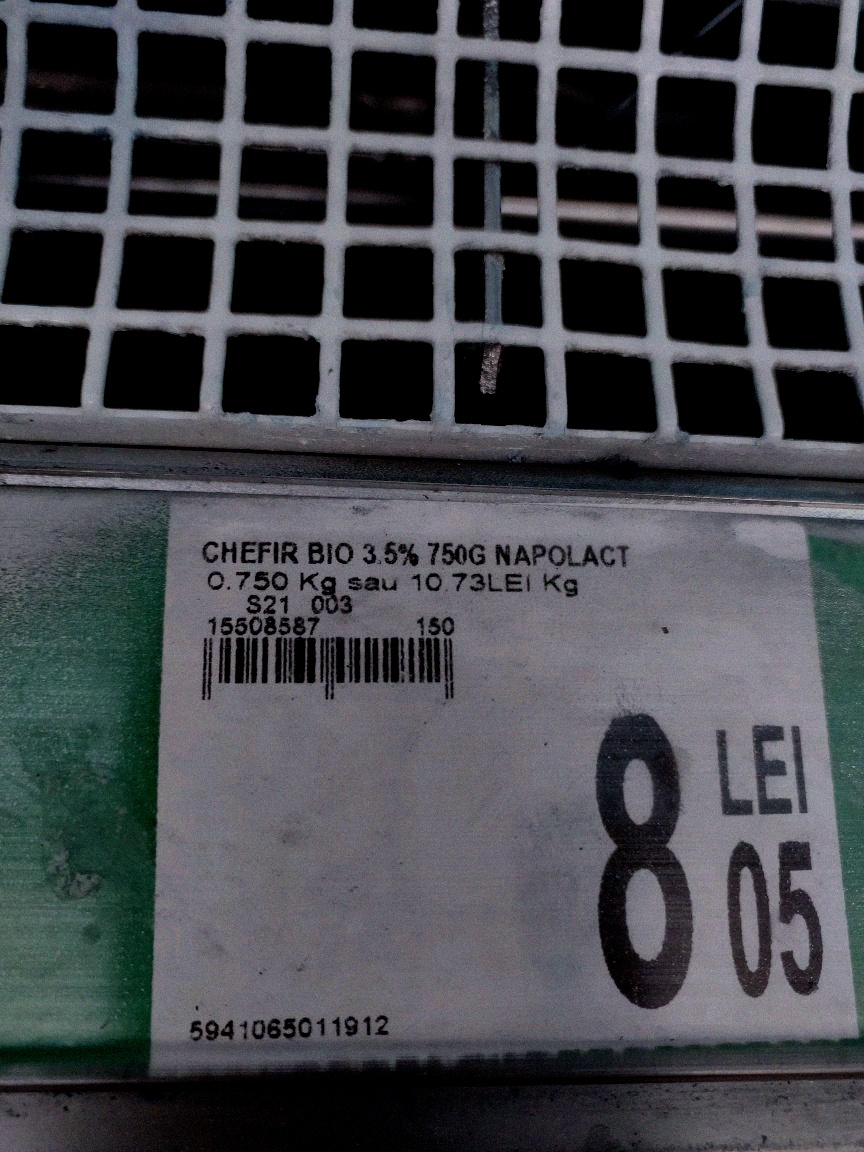 CHEFIR BIO 3.5% 750G NAPOLACT
0.750 Kg sau 10.73LEI Kg
S21 003
15508587 150
8 LEI
05
5941065011912